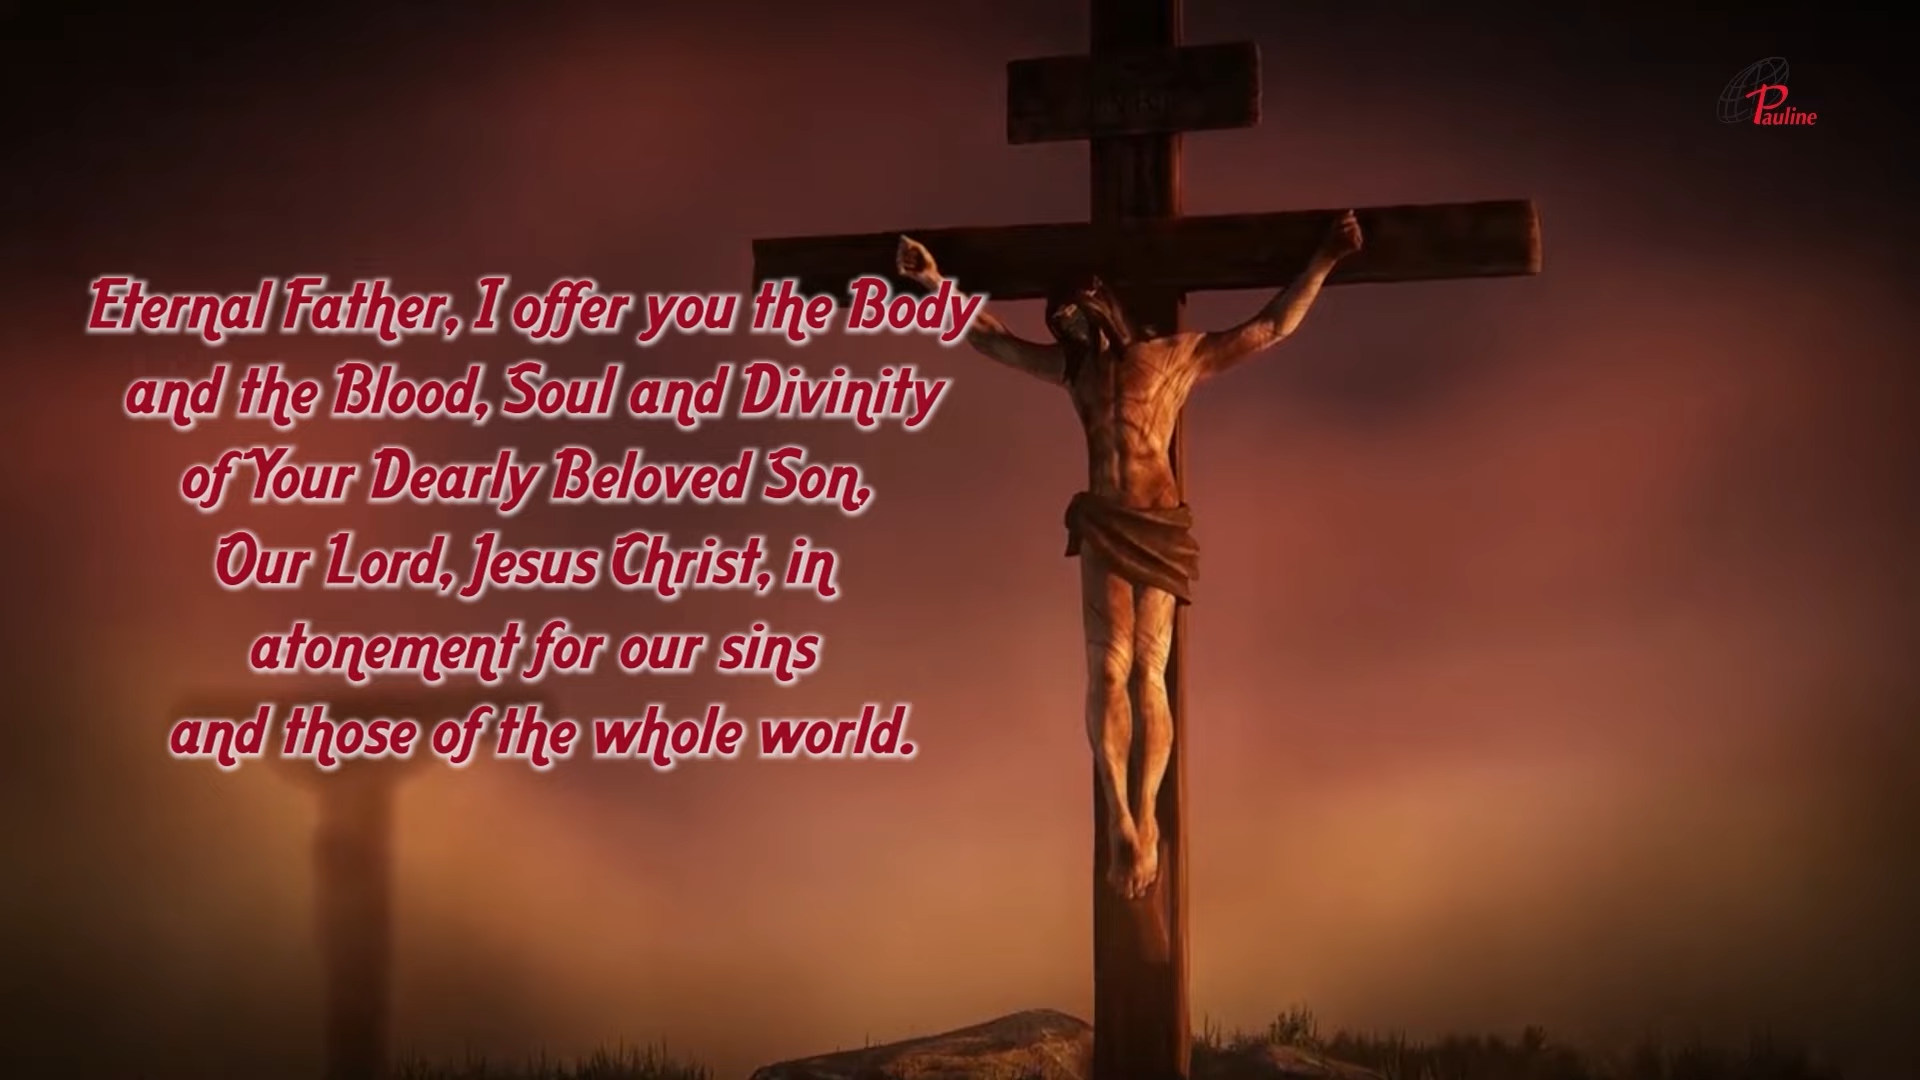 Eternal Father, I offer you the Body
and the Blood, Soul and Divinity
of Your Dearly Beloved Son,
Our Lord, Jesus Christ, in
atonement for our sins
and those of the whole world.
Pauline